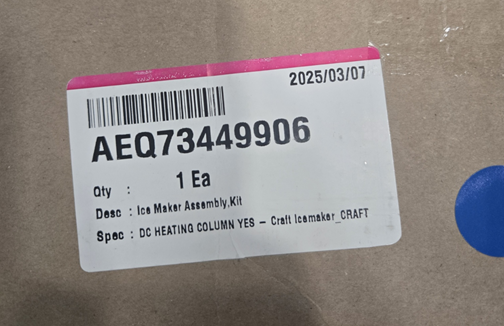 2025/03/07
AEQ73449906
Qty : 1 Ea
Desc : Ice Maker Assembly,Kit
Spec : DC HEATING COLUMN YES – Craft Icemaker_CRAFT